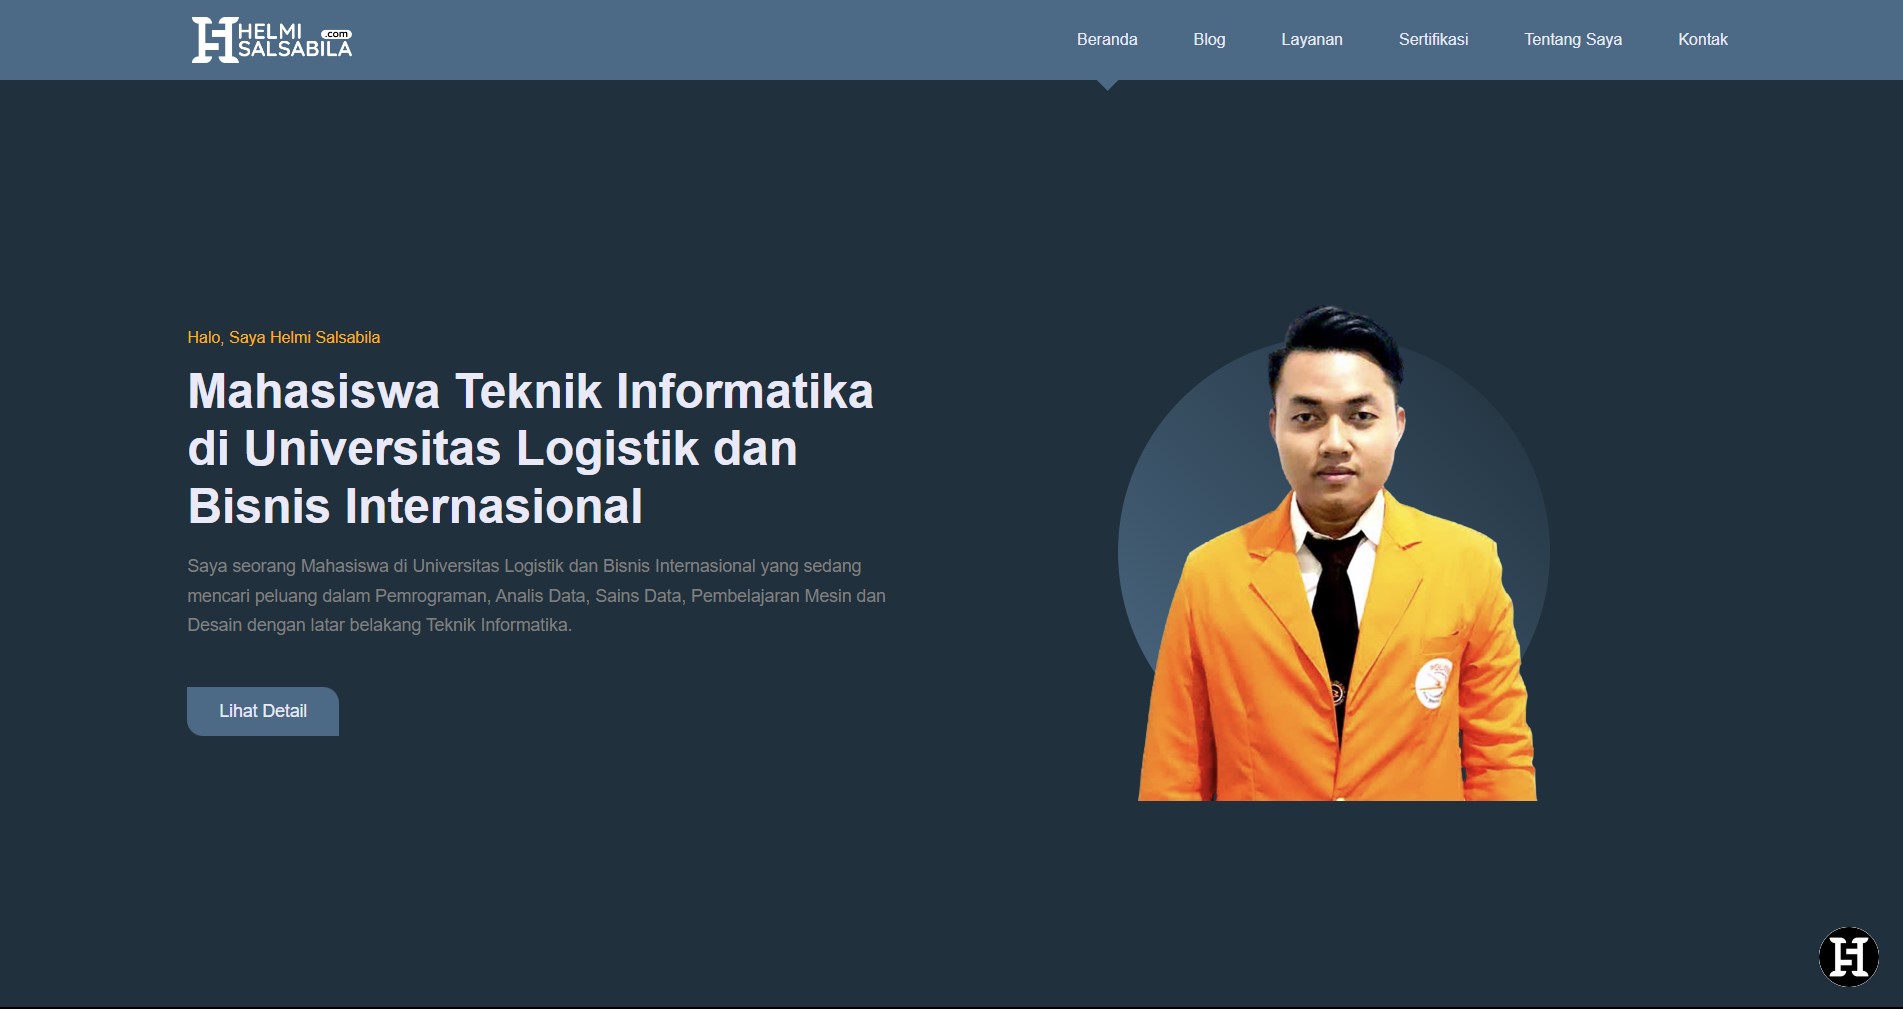 HELMI
SALSABILA
.com
Beranda
Blog
Layanan
Sertifikasi
Tentang Saya
Kontak
Halo, Saya Helmi Salsabila
Mahasiswa Teknik Informatika
di Universitas Logistik dan
Bisnis Internasional
Saya seorang Mahasiswa di Universitas Logistik dan Bisnis Internasional yang sedang
mencari peluang dalam Pemrograman, Analis Data, Sains Data, Pembelajaran Mesin dan
Desain dengan latar belakang Teknik Informatika.
Lihat Detail